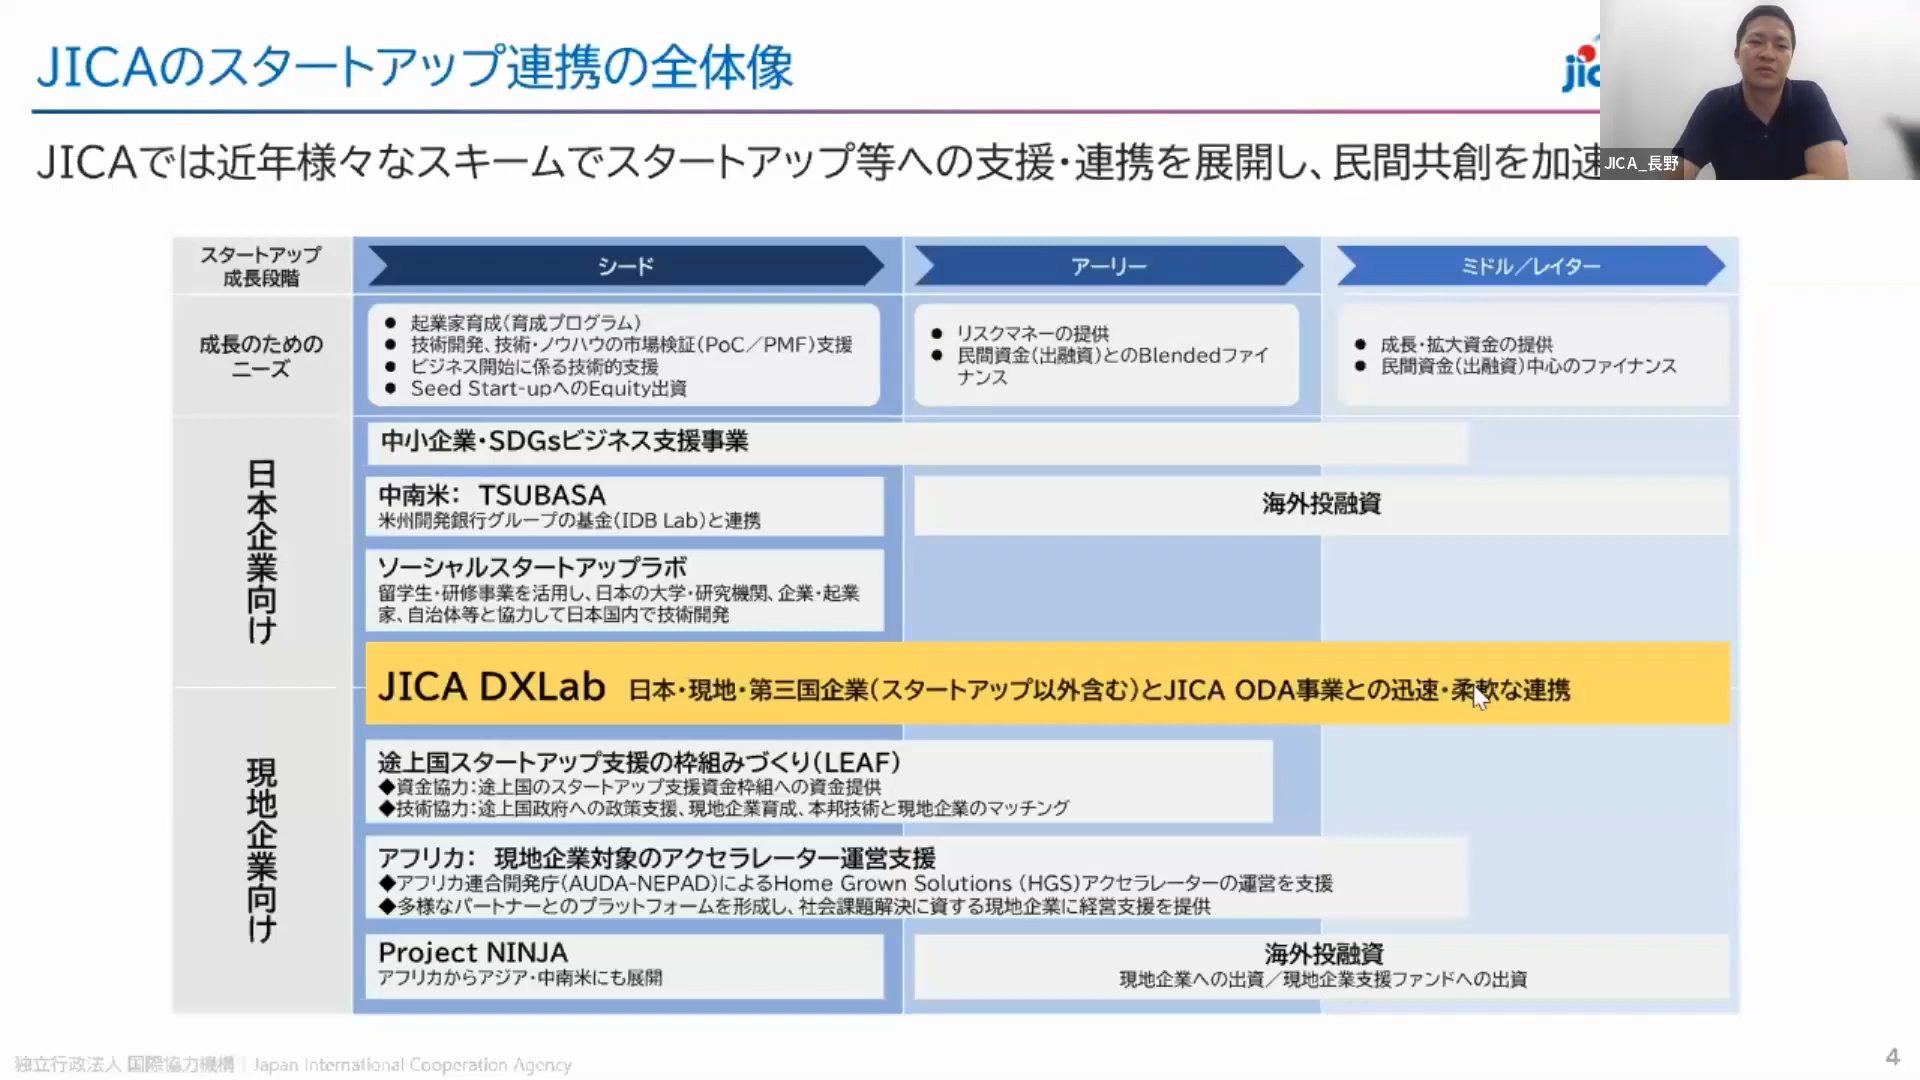 JICAのスタートアップ連携の全体像
JICA_長野
JICAでは近年様々なスキームでスタートアップ等への支援・連携を展開し、民間共創を加速
スタートアップ
成長段階
シード
アーリー
ミドル／レイター
成長のための
ニーズ
● 起業家育成（育成プログラム）
● 技術開発、技術・ノウハウの市場検証（PoC／PMF）支援
● ビジネス開始に係る技術的支援
● Seed Start-upへのEquity出資
● リスクマネーの提供
● 民間資金（出融資）とのBlendedファイ
ナンス
● 成長・拡大資金の提供
● 民間資金（出融資）中心のファイナンス
日本企業向け
中小企業・SDGsビジネス支援事業
中南米： TSUBASA
米州開発銀行グループの基金（IDB Lab）と連携
海外投融資
ソーシャルスタートアップラボ
留学生・研修事業を活用し、日本の大学・研究機関、企業・起業
家、自治体等と協力して日本国内で技術開発
JICA DXLab 日本・現地・第三国企業（スタートアップ以外含む）とJICA ODA事業との迅速・柔軟な連携
現地企業向け
途上国スタートアップ支援の枠組みづくり（LEAF）
◆資金協力：途上国のスタートアップ支援資金枠組への資金提供
◆技術協力：途上国政府への政策支援、現地企業育成、本邦技術と現地企業のマッチング
アフリカ： 現地企業対象のアクセラレーター運営支援
◆アフリカ連合開発庁（AUDA-NEPAD）によるHome Grown Solutions (HGS)アクセラレーターの運営を支援
◆多様なパートナーとのプラットフォームを形成し、社会課題解決に資する現地企業に経営支援を提供
Project NINJA
アフリカからアジア・中南米にも展開
海外投融資
現地企業への出資／現地企業支援ファンドへの出資
独立行政法人 国際協力機構 | Japan International Cooperation Agency
4